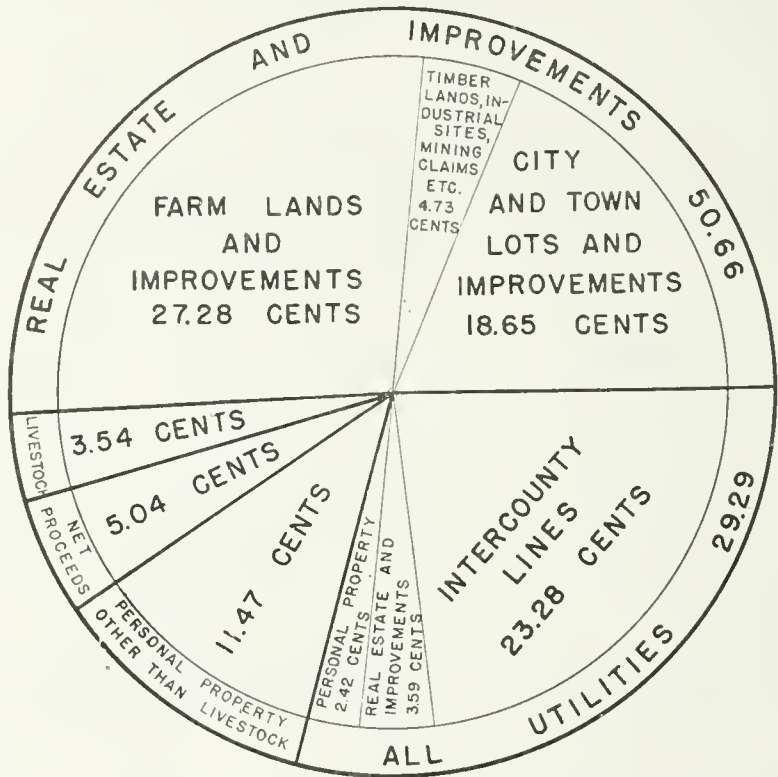 REAL ESTATE AND IMPROVEMENTS 50.66
FARM LANDS
AND
IMPROVEMENTS
27.28 CENTS
TIMBER
LANDS, IN-
DUSTRIAL
SITES,
MINING
CLAIMS
ETC.
4.73
CENTS
CITY
AND TOWN
LOTS AND
IMPROVEMENTS
18.65 CENTS
LIVESTOCK
3.54 CENTS
NET
PROCEEDS
5.04 CENTS
PERSONAL PROPERTY
OTHER THAN LIVESTOCK
11.47 CENTS
PERSONAL PROPERTY
2.42 CENTS
REAL ESTATE AND
IMPROVEMENTS
3.59 CENTS
INTERCOUNTY
LINES
23.28 CENTS
ALL UTILITIES 29.29